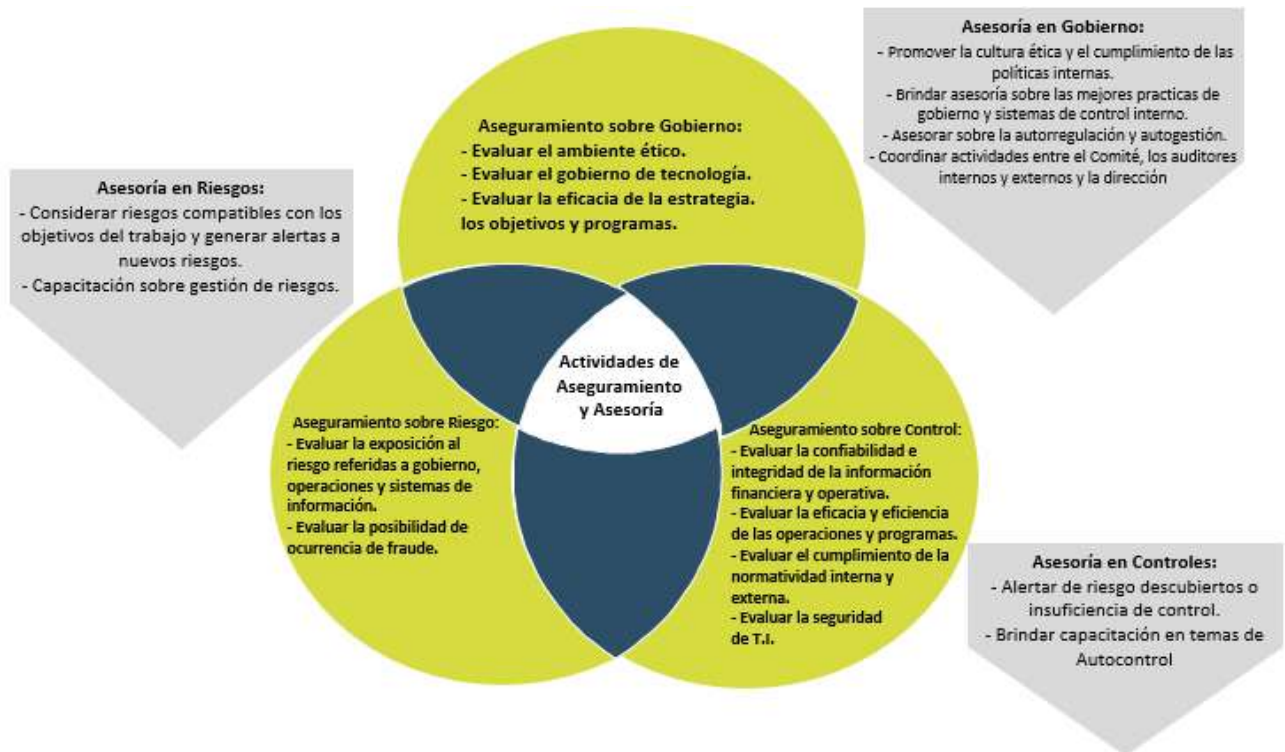 Asesoría en Gobierno:
- Promover la cultura ética y el cumplimiento de las
políticas internas.
- Brindar asesoría sobre las mejores practicas de
gobierno y sistemas de control interno.
- Asesorar sobre la autorregulación y autogestión.
- Coordinar actividades entre el Comité, los auditores
internos y externos y la dirección
Aseguramiento sobre Gobierno:
- Evaluar el ambiente ético.
- Evaluar el gobierno de tecnología.
- Evaluar la eficacia de la estrategia.
los objetivos y programas.
Asesoría en Riesgos:
- Considerar riesgos compatibles con los
objetivos del trabajo y generar alertas a
nuevos riesgos.
- Capacitación sobre gestión de riesgos.
Actividades de
Aseguramiento
y Asesoría
Aseguramiento sobre Riesgo:
- Evaluar la exposición al
riesgo referidas a gobierno,
operaciones y sistemas de
información.
- Evaluar la posibilidad de
ocurrencia de fraude.
Aseguramiento sobre Control:
- Evaluar la confiabilidad e
integridad de la información
financiera y operativa.
- Evaluar la eficacia y eficiencia
de las operaciones y programas.
- Evaluar el cumplimiento de la
normatividad interna y
externa.
- Evaluar la seguridad
de T.I.
Asesoría en Controles:
- Alertar de riesgo descubiertos o
insuficiencia de control.
- Brindar capacitación en temas de
Autocontrol